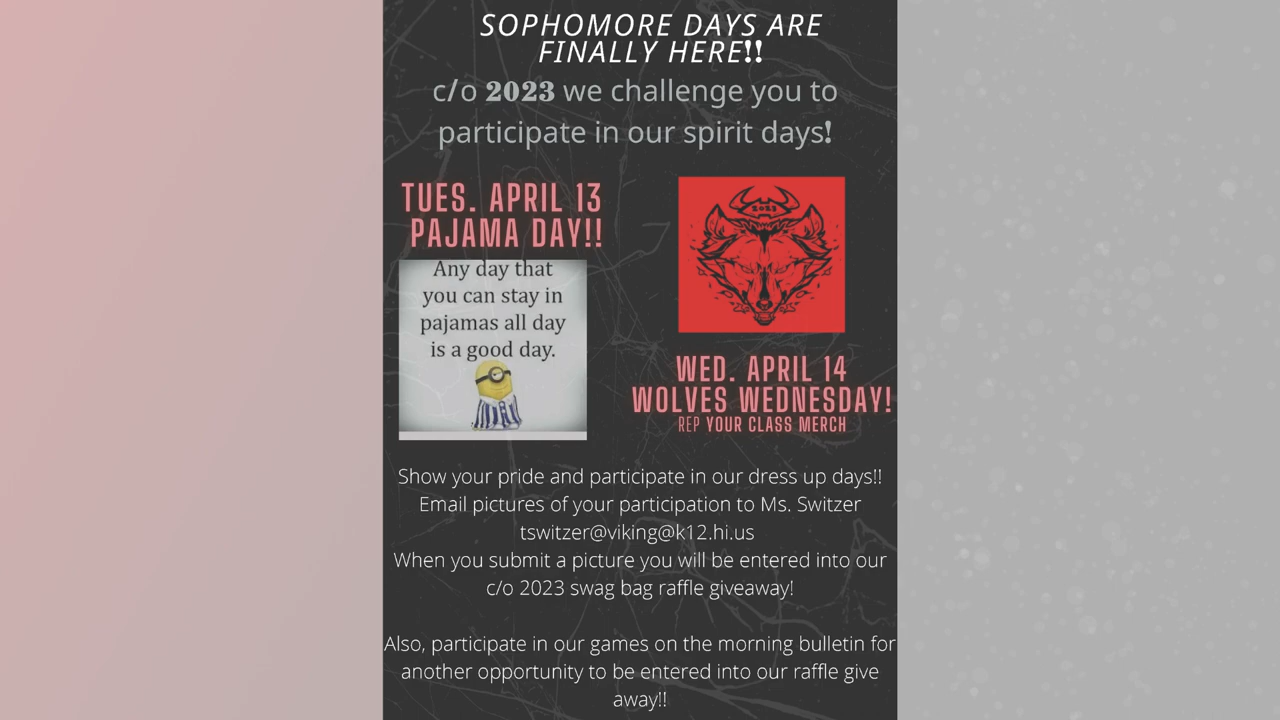 SOPHOMORE DAYS ARE
FINALLY HERE!!
c/o 2023 we challenge you to
participate in our spirit days!
TUES. APRIL 13
PAJAMA DAY!!
Any day that
you can stay in
pajamas all day
is a good day.
2023
WED. APRIL 14
WOLVES WEDNESDAY!
REP YOUR CLASS MERCH
Show your pride and participate in our dress up days!!
Email pictures of your participation to Ms. Switzer
tswitzer@viking@k12.hi.us
When you submit a picture you will be entered into our
c/o 2023 swag bag raffle giveaway!
Also, participate in our games on the morning bulletin for
another opportunity to be entered into our raffle give
away!!